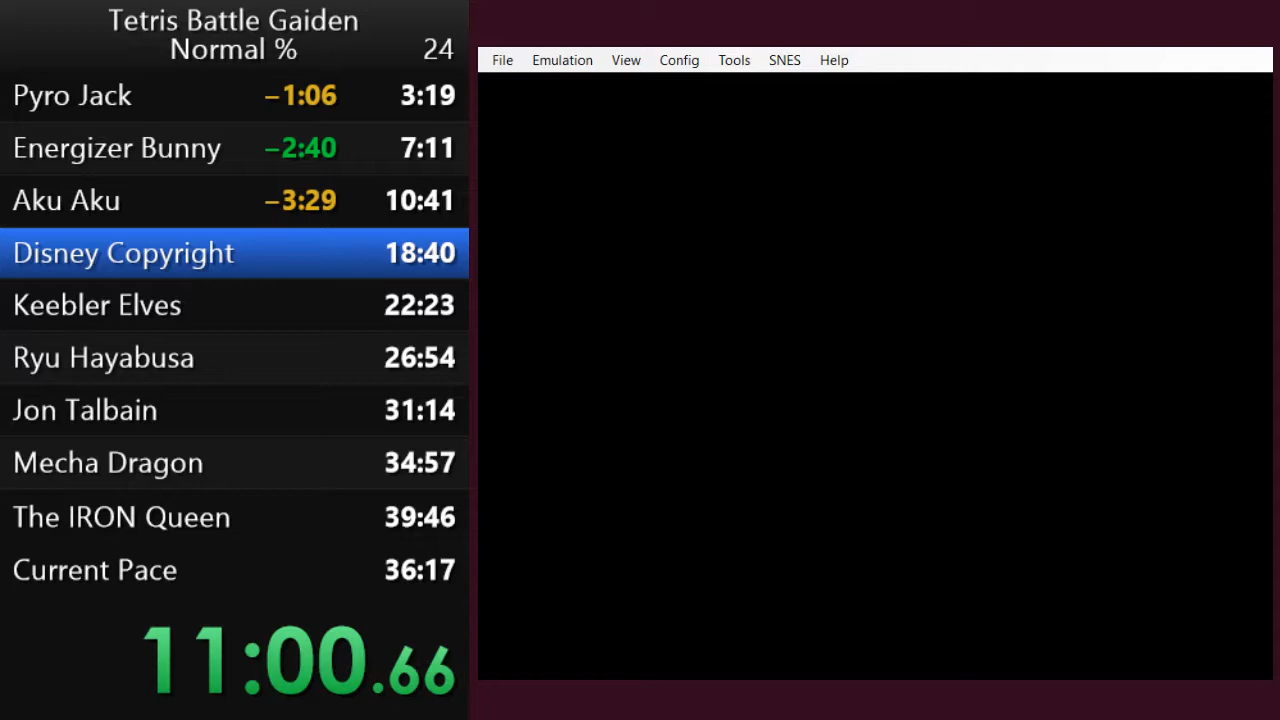 Tetris Battle Gaiden
Normal % 24
Pyro Jack −1:06 3:19
Energizer Bunny −2:40 7:11
Aku Aku −3:29 10:41
Disney Copyright 18:40
Keebler Elves 22:23
Ryu Hayabusa 26:54
Jon Talbain 31:14
Mecha Dragon 34:57
The IRON Queen 39:46
Current Pace 36:17
11:00.66
File Emulation View Config Tools SNES Help